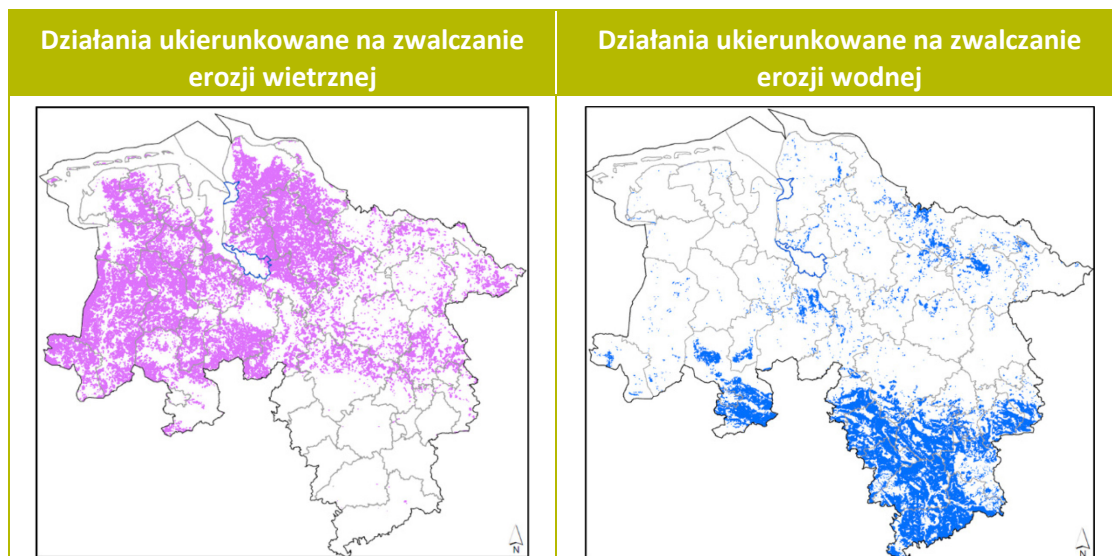 Działania ukierunkowane na zwalczanie
erozji wietrznej
Działania ukierunkowane na zwalczanie
erozji wodnej
N
N